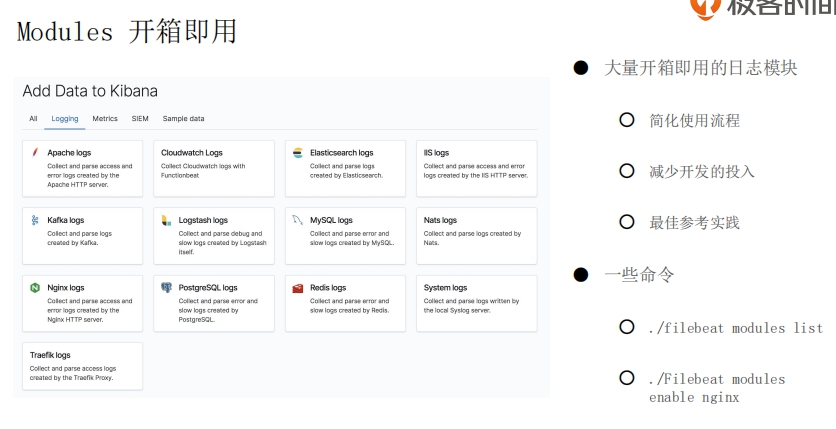 极客时间
Modules 开箱即用
Add Data to Kibana
All Logging Metrics SIEM Sample data
Apache logs
Collect and parse access and
error logs created by the
Apache HTTP server.
Cloudwatch Logs
Collect Cloudwatch logs with
Functionbeat
Elasticsearch logs
Collect and parse logs
created by Elasticsearch.
IIS logs
Collect and parse access and error
logs created by the IIS HTTP server.
Kafka logs
Collect and parse logs
created by Kafka.
Logstash logs
Collect and parse debug and
slow logs created by Logstash
itself.
MySQL logs
Collect and parse error and
slow logs created by MySQL.
Nats logs
Collect and parse logs created by
Nats.
Nginx logs
Collect and parse access and
error logs created by the
Nginx HTTP server.
PostgreSQL logs
Collect and parse error and
slow logs created by
PostgreSQL.
Redis logs
Collect and parse error and
slow logs created by Redis.
System logs
Collect and parse logs written by
the local Syslog server.
Traefik logs
Collect and parse access logs
created by the Traefik Proxy.
大量开箱即用的日志模块
简化使用流程
减少开发的投入
最佳参考实践
一些命令
./filebeat modules list
./Filebeat modules
enable nginx